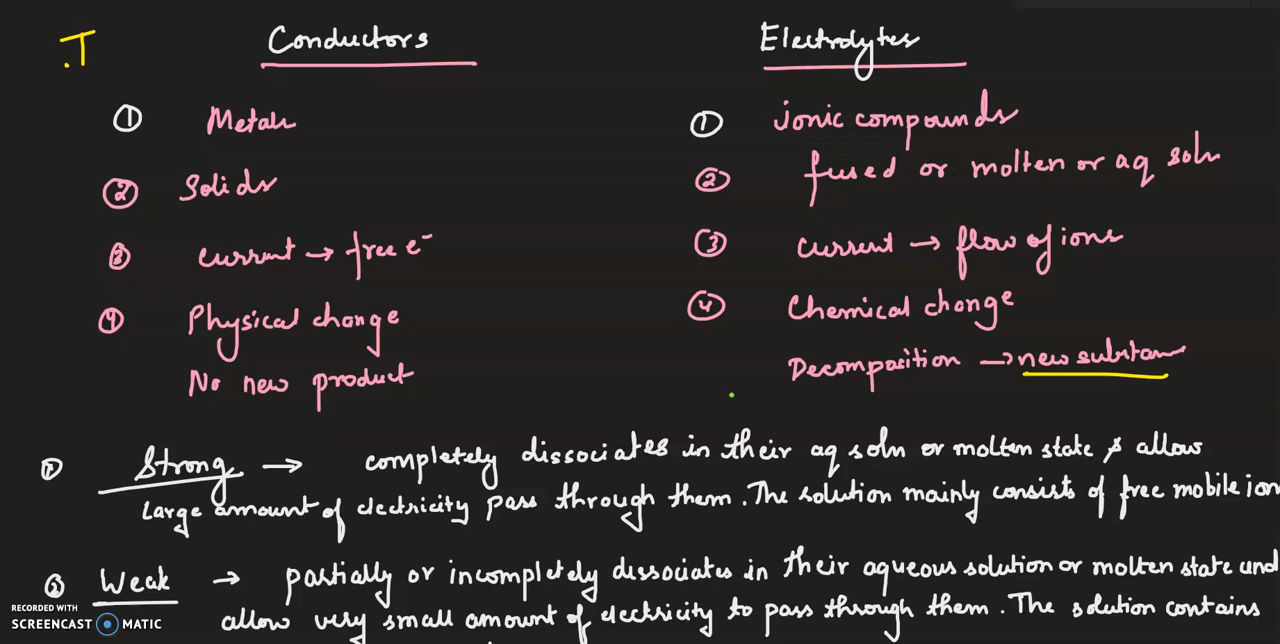 .T
Conductors
① Metals
② Solids
③ current → free e⁻
④ Physical change
No new product
Electrolytes
① ionic compounds
② fused or molten or aq soln
③ current → flow of ions
④ Chemical change
Decomposition → new substan
① Strong → completely dissociates in their aq soln or molten state & allow
large amount of electricity pass through them. The solution mainly consists of free mobile ion
② Weak → partially or incompletely dissociates in their aqueous solution or molten state and
allow very small amount of electricity to pass through them. The solution contains
RECORDED WITH
SCREENCAST O MATIC